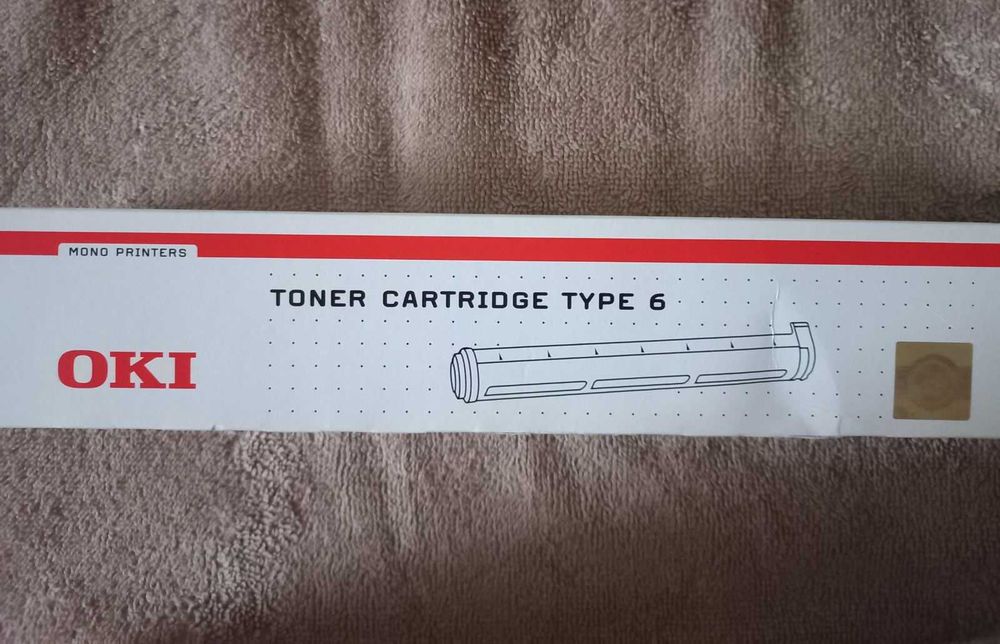 MONO PRINTERS
TONER CARTRIDGE TYPE 6
OKI